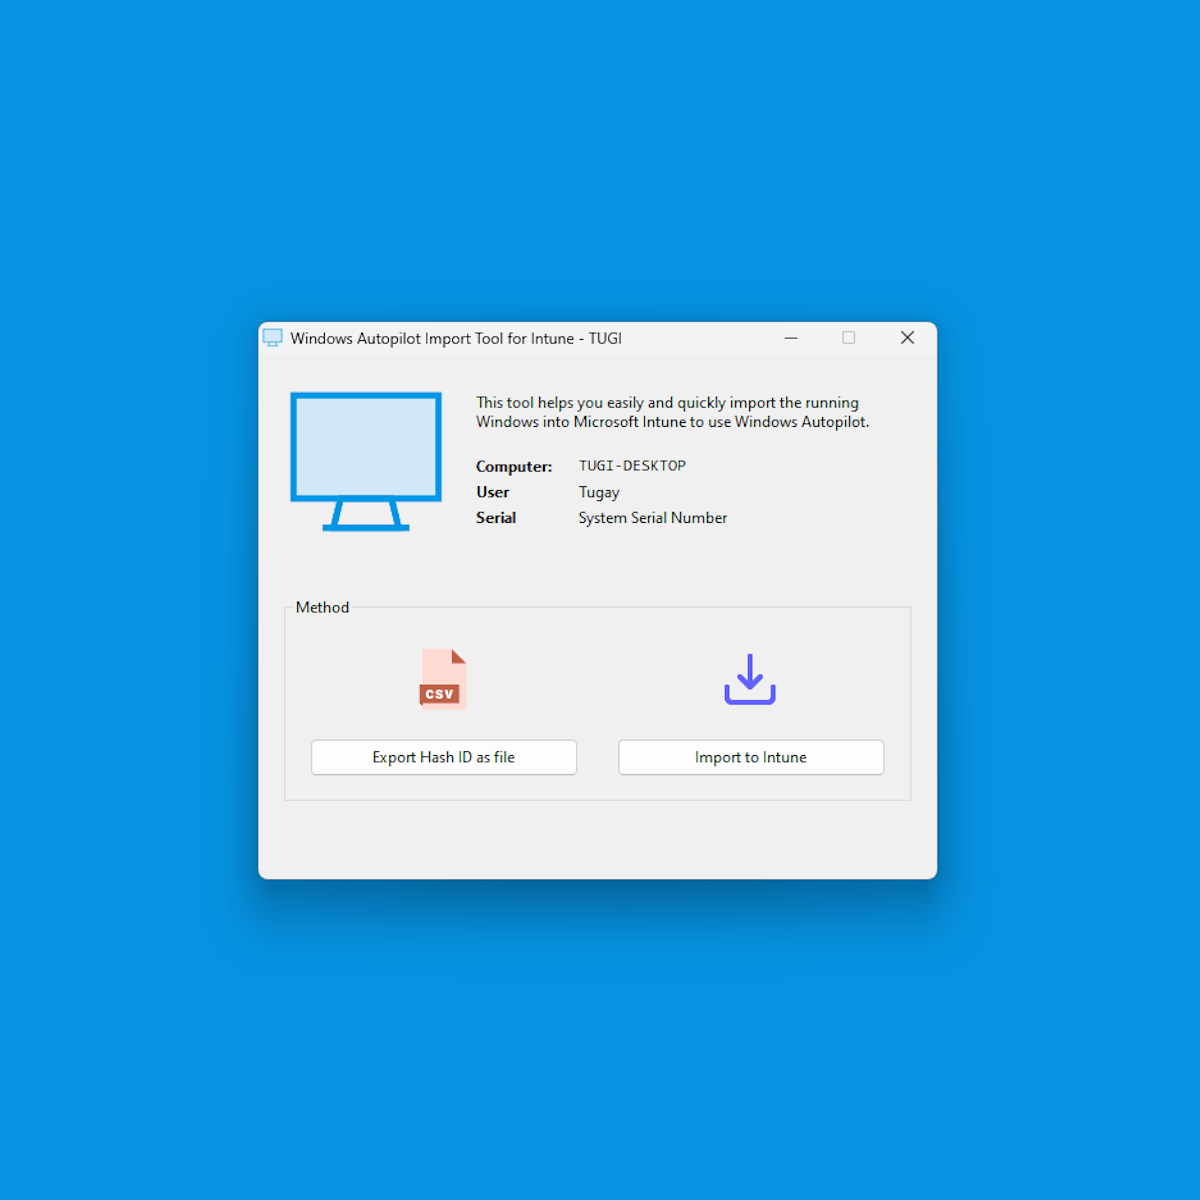 Windows Autopilot Import Tool for Intune - TUGI
This tool helps you easily and quickly import the running
Windows into Microsoft Intune to use Windows Autopilot.
Computer: TUGI-DESKTOP
User Tugay
Serial System Serial Number
Method
CSV
Export Hash ID as file
Import to Intune